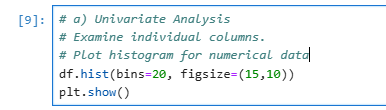 [9]:
# a) Univariate Analysis
# Examine individual columns.
# Plot histogram for numerical data
df.hist(bins=20, figsize=(15,10))
plt.show()